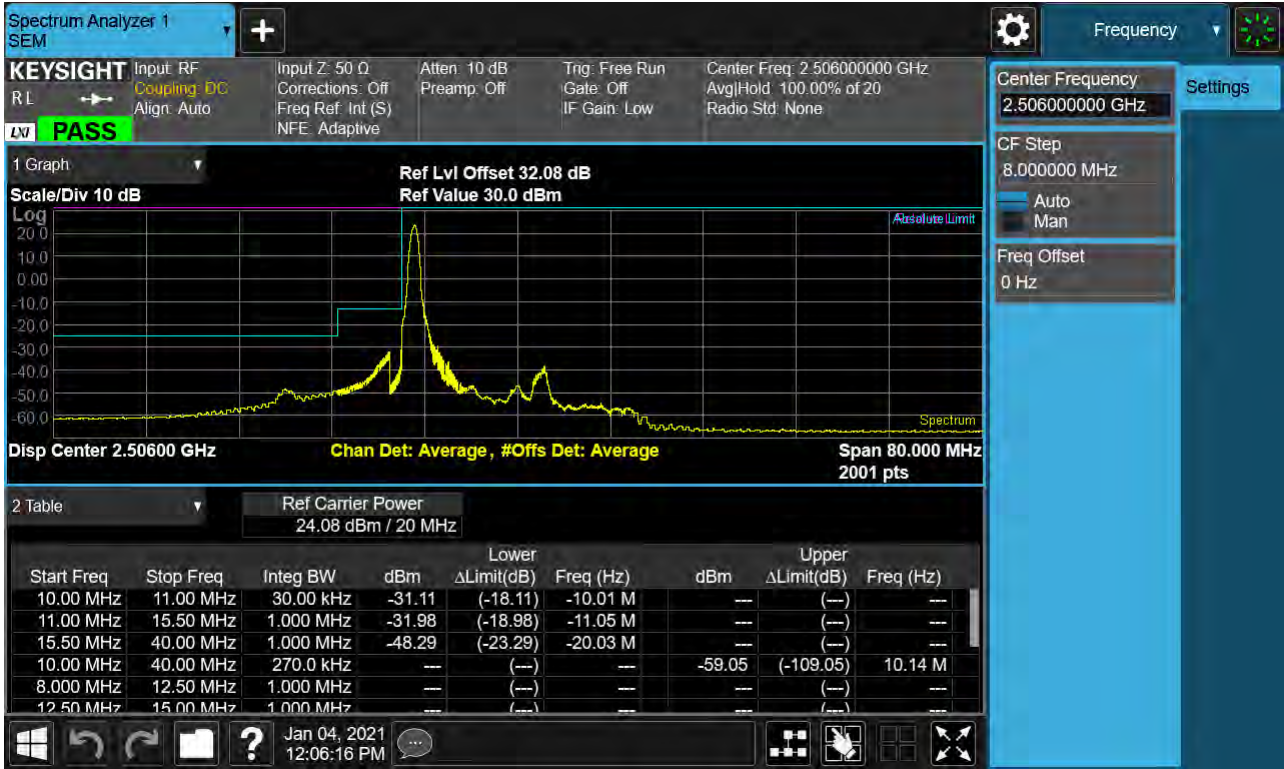 Spectrum Analyzer 1
SEM
+
Frequency
KEYSIGHT
R L
LXI
PASS
Input: RF
Coupling: DC
Align: Auto
Input Z: 50 Ω
Corrections: Off
Freq Ref: Int (S)
NFE: Adaptive
Atten: 10 dB
Preamp: Off
Trig: Free Run
Gate: Off
IF Gain: Low
Center Freq: 2.506000000 GHz
Avg|Hold: 100.00% of 20
Radio Std: None
Center Frequency
2.506000000 GHz
Settings
CF Step
8.000000 MHz
Auto
Man
Freq Offset
0 Hz
1 Graph
Scale/Div 10 dB
Ref Lvl Offset 32.08 dB
Ref Value 30.0 dBm
Log
Absolute Limit
20.0
10.0
0.00
-10.0
-20.0
-30.0
-40.0
-50.0
-60.0
Spectrum
Disp Center 2.50600 GHz
Chan Det: Average, #Offs Det: Average
Span 80.000 MHz
2001 pts
2 Table
Ref Carrier Power
24.08 dBm / 20 MHz
Lower Upper
Start Freq Stop Freq Integ BW dBm ΔLimit(dB) Freq (Hz) dBm ΔLimit(dB) Freq (Hz)
10.00 MHz 11.00 MHz 30.00 kHz -31.11 (-18.11) -10.01 M --- (---) ---
11.00 MHz 15.50 MHz 1.000 MHz -31.98 (-18.98) -11.05 M --- (---) ---
15.50 MHz 40.00 MHz 1.000 MHz -48.29 (-23.29) -20.03 M --- (---) ---
10.00 MHz 40.00 MHz 270.0 kHz --- (---) --- -59.05 (-109.05) 10.14 M
8.000 MHz 12.50 MHz 1.000 MHz --- (---) --- --- (---) ---
12.50 MHz 15.00 MHz 1.000 MHz --- (---) --- --- (---) ---
?
Jan 04, 2021
12:06:16 PM